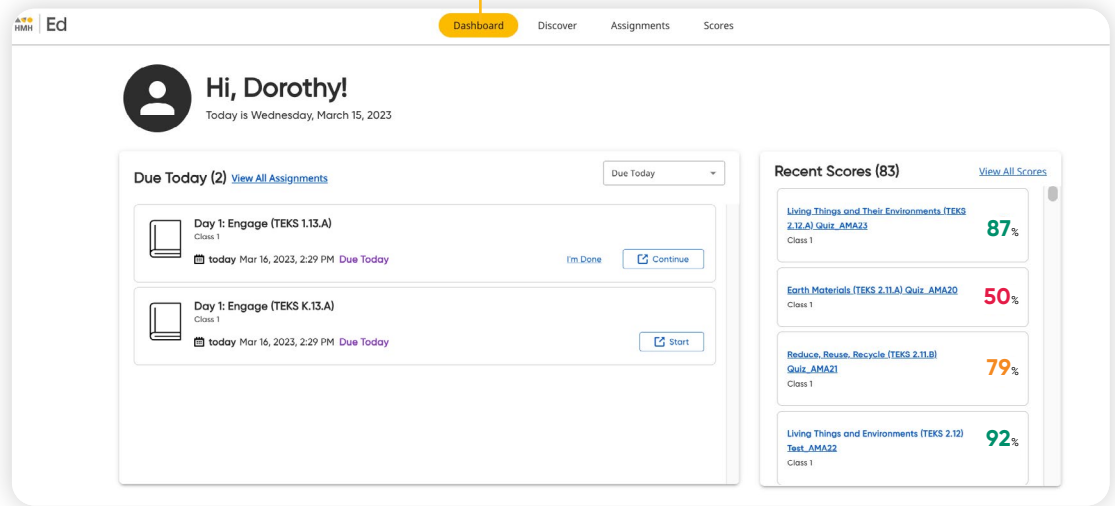 HMH Ed
Dashboard
Discover
Assignments
Scores
Hi, Dorothy!
Today is Wednesday, March 15, 2023
Due Today (2) View All Assignments
Due Today
Day 1: Engage (TEKS 1.13.A)
Class 1
today Mar 16, 2023, 2:29 PM Due Today
I'm Done
Continue
Day 1: Engage (TEKS K.13.A)
Class 1
today Mar 16, 2023, 2:29 PM Due Today
Start
Recent Scores (83)
View All Scores
Living Things and Their Environments (TEKS
2.12.A) Quiz_AMA23
Class 1
87%
Earth Materials (TEKS 2.11.A) Quiz_AMA20
Class 1
50%
Reduce, Reuse, Recycle (TEKS 2.11.B)
Quiz_AMA21
Class 1
79%
Living Things and Environments (TEKS 2.12)
Test_AMA22
Class 1
92%